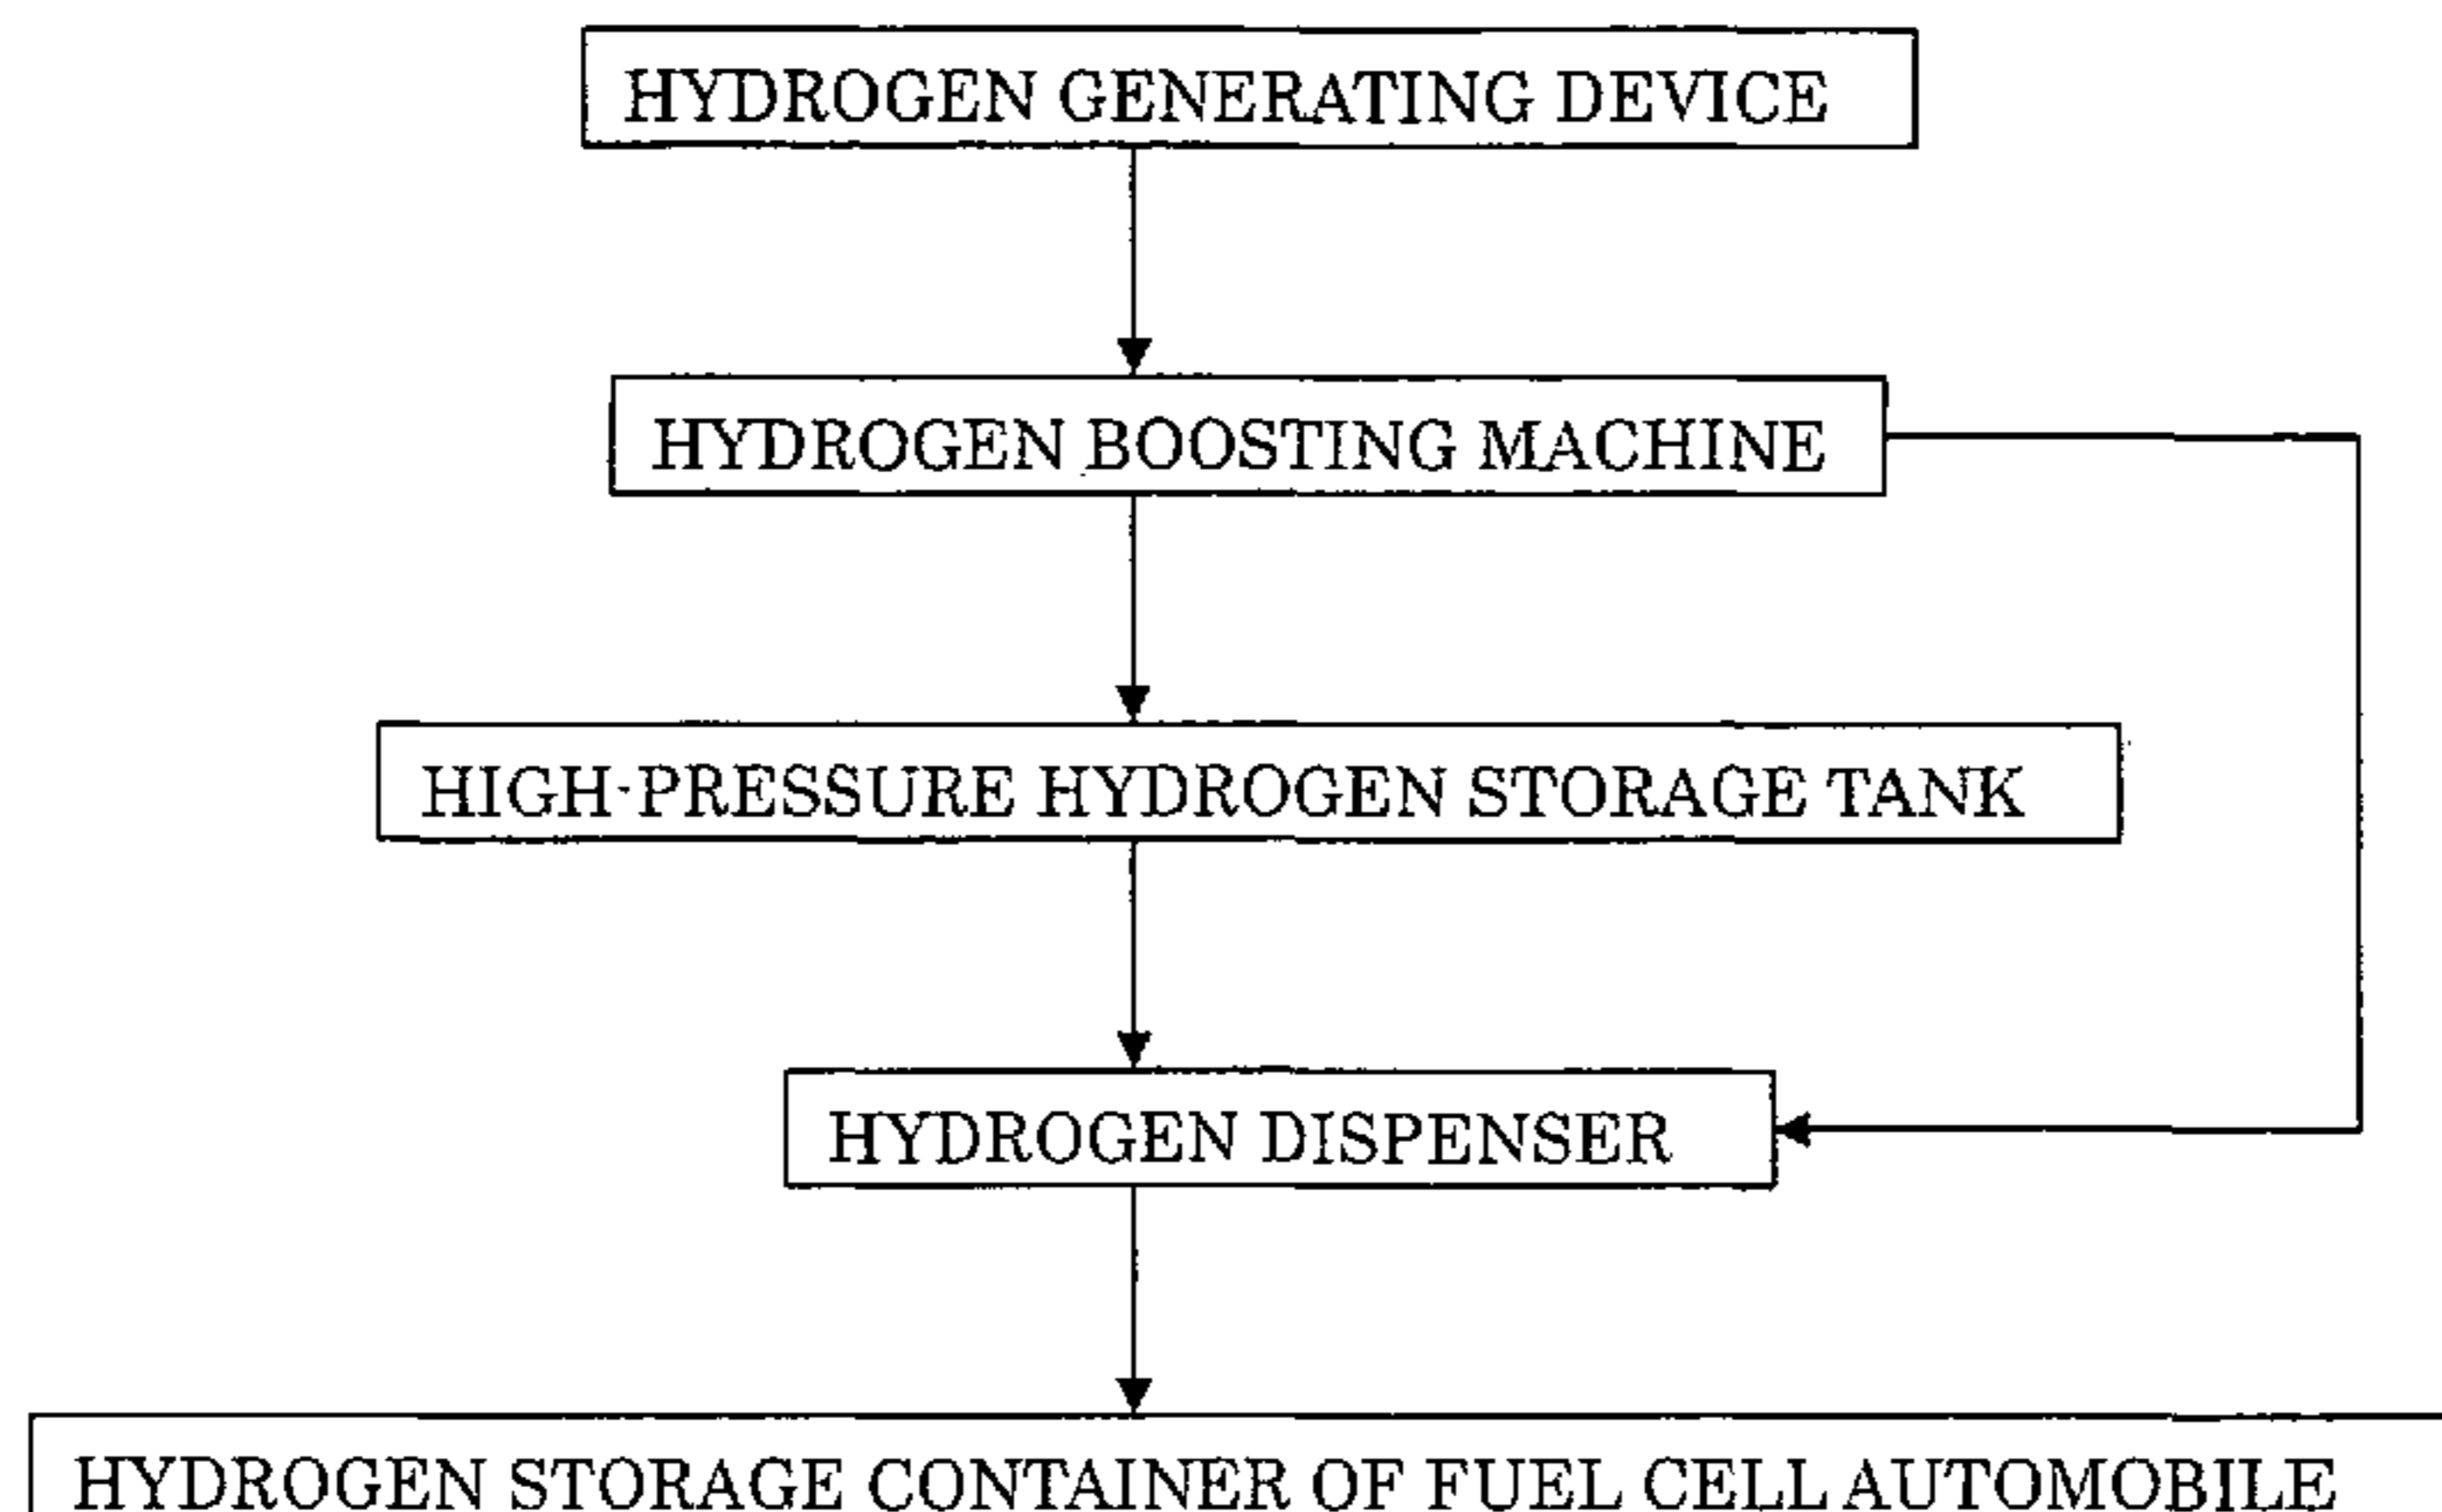 HYDROGEN GENERATING DEVICE
HYDROGEN BOOSTING MACHINE
HIGH-PRESSURE HYDROGEN STORAGE TANK
HYDROGEN DISPENSER
HYDROGEN STORAGE CONTAINER OF FUEL CELL AUTOMOBILE